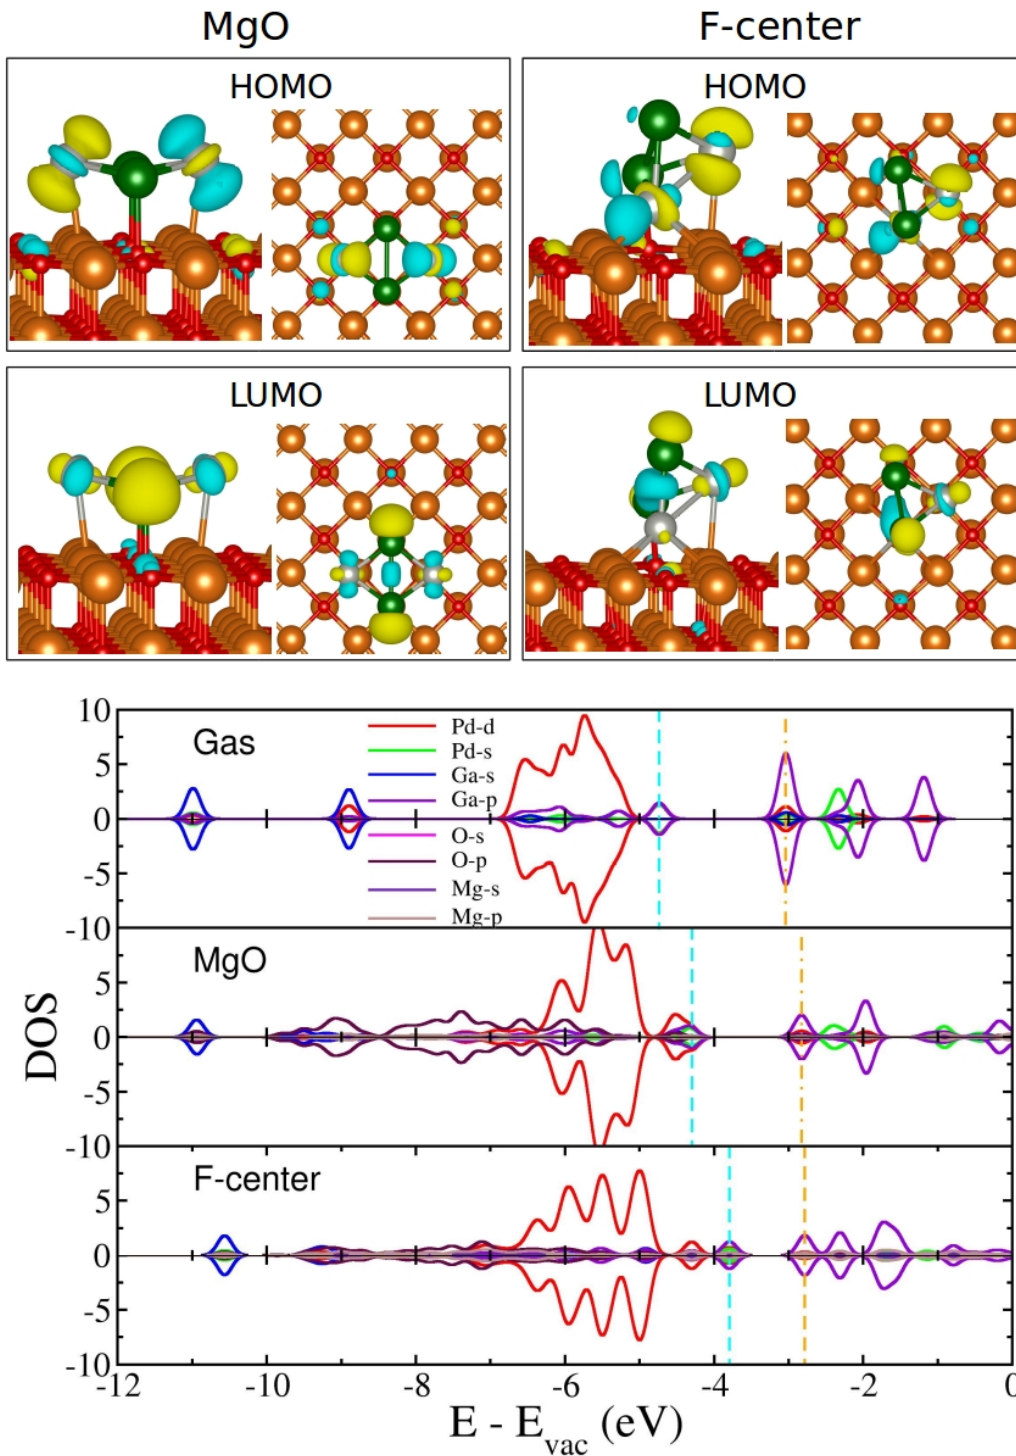 MgO
F-center
HOMO
HOMO
LUMO
LUMO
10
5
0
-5
-10
Gas
Pd-d
Pd-s
Ga-s
Ga-p
O-s
O-p
Mg-s
Mg-p
5
0
-5
-10
MgO
5
0
-5
-10
F-center
DOS
-12
-10
-8
-6
-4
-2
0
E - E_vac (eV)